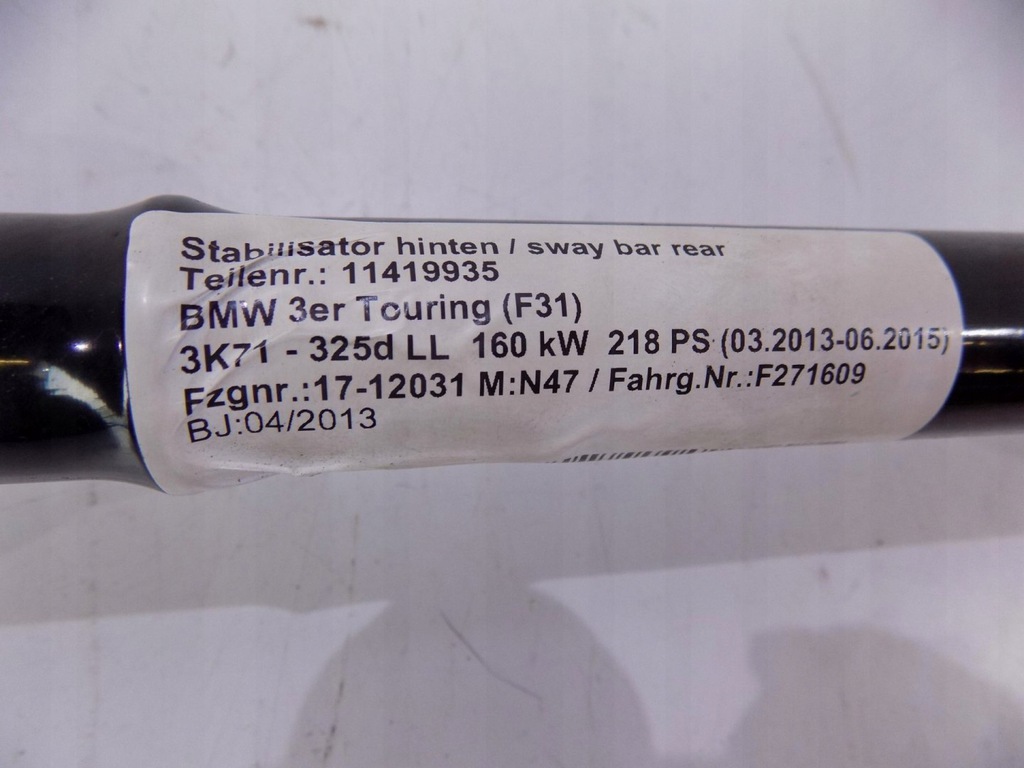 Stabilisator hinten / sway bar rear
Teilenr.: 11419935
BMW 3er Touring (F31)
3K71 - 325d LL 160 kW 218 PS (03.2013-06.2015)
Fzgnr.:17-12031 M:N47 / Fahrg.Nr.:F271609
BJ:04/2013